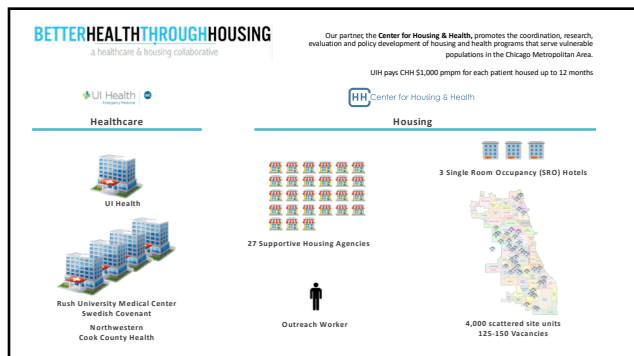 BETTERHEALTHTHROUGHHOUSING
a healthcare & housing collaborative
Our partner, the Center for Housing & Health, promotes the coordination, research,
evaluation and policy development of housing and health programs that serve vulnerable
populations in the Chicago Metropolitan Area.
UIH pays CHH $1,000 pmpm for each patient housed up to 12 months
UI Health
Emergency Medicine
HH Center for Housing & Health
Healthcare
Housing
UI Health
27 Supportive Housing Agencies
3 Single Room Occupancy (SRO) Hotels
Rush University Medical Center
Swedish Covenant
Northwestern
Cook County Health
Outreach Worker
4,000 scattered site units
125-150 Vacancies